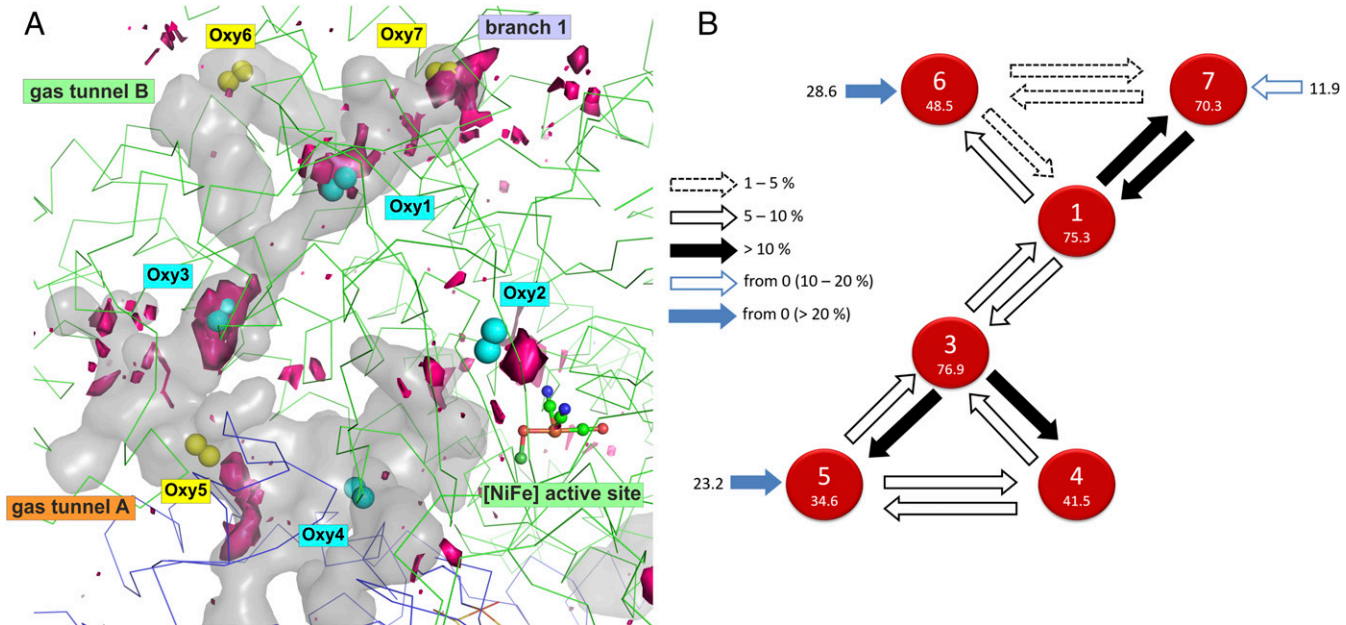 A
Oxy6
Oxy7
branch 1
gas tunnel B
Oxy1
Oxy3
Oxy2
Oxy5
gas tunnel A
[NiFe] active site
Oxy4
B
28.6
6
48.5
7
70.3
11.9
1 – 5 %
5 – 10 %
> 10 %
from 0 (10 – 20 %)
from 0 (> 20 %)
1
75.3
3
76.9
23.2
5
34.6
4
41.5